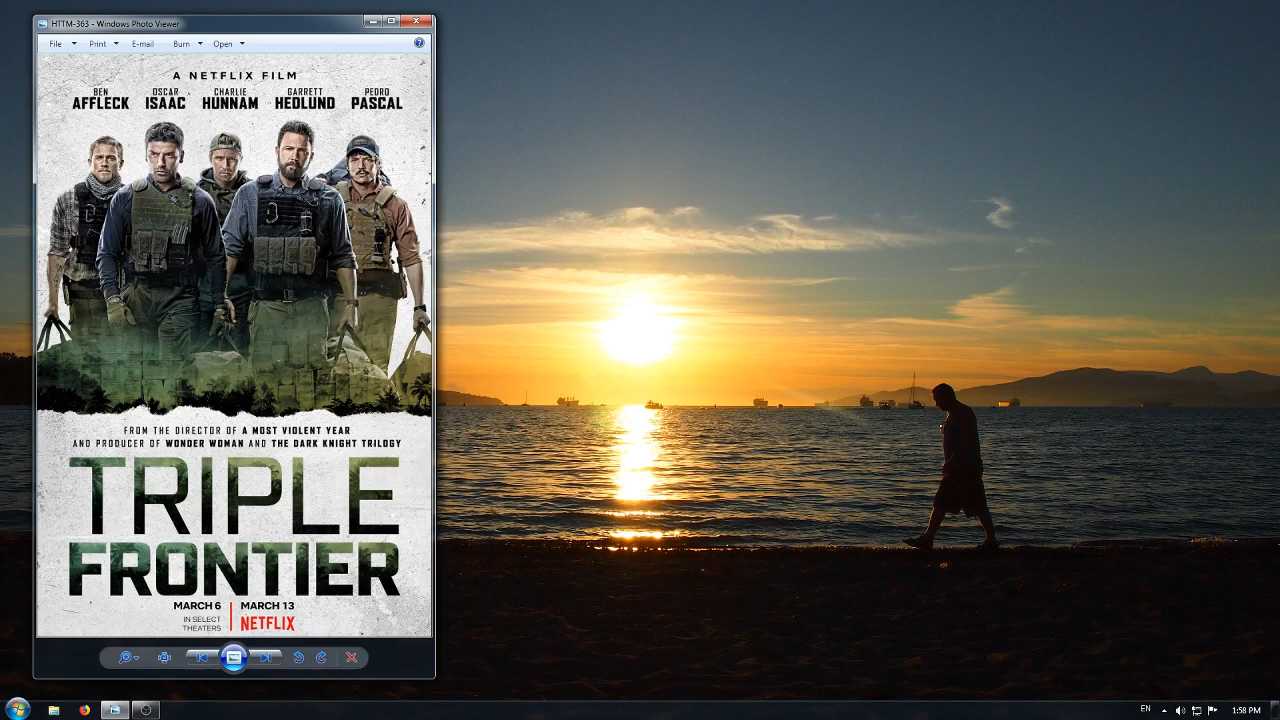 HTTM-363 - Windows Photo Viewer
File Print E-mail Burn Open
A NETFLIX FILM
BEN AFFLECK
OSCAR ISAAC
CHARLIE HUNNAM
GARRETT HEDLUND
PEDRO PASCAL
FROM THE DIRECTOR OF A MOST VIOLENT YEAR
AND PRODUCER OF WONDER WOMAN AND THE DARK KNIGHT TRILOGY
TRIPLE
FRONTIER
MARCH 6
IN SELECT
THEATERS
MARCH 13
NETFLIX
EN
1:58 PM